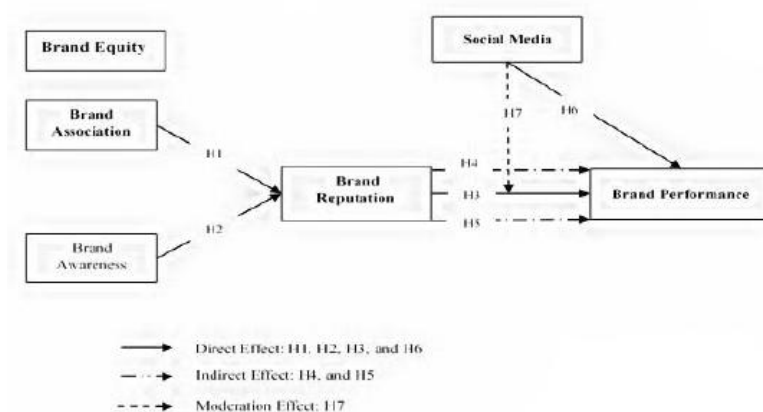 Brand Equity
Social Media
Brand
Association
H1
H7
H6
H4
Brand
Reputation
H3
Brand Performance
H5
H2
Brand
Awareness
Direct Effect: H1, H2, H3, and H6
Indirect Effect: H4, and H5
Moderation Effect: H7